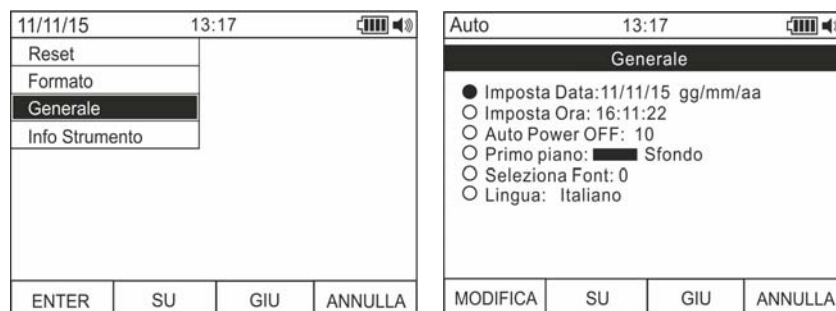 11/11/15 13:17
Reset
Formato
Generale
Info Strumento
ENTER SU GIU ANNULLA
Auto 13:17
Generale
Imposta Data:11/11/15 gg/mm/aa
Imposta Ora: 16:11:22
Auto Power OFF: 10
Primo piano: Sfondo
Seleziona Font: 0
Lingua: Italiano
MODIFICA SU GIU ANNULLA